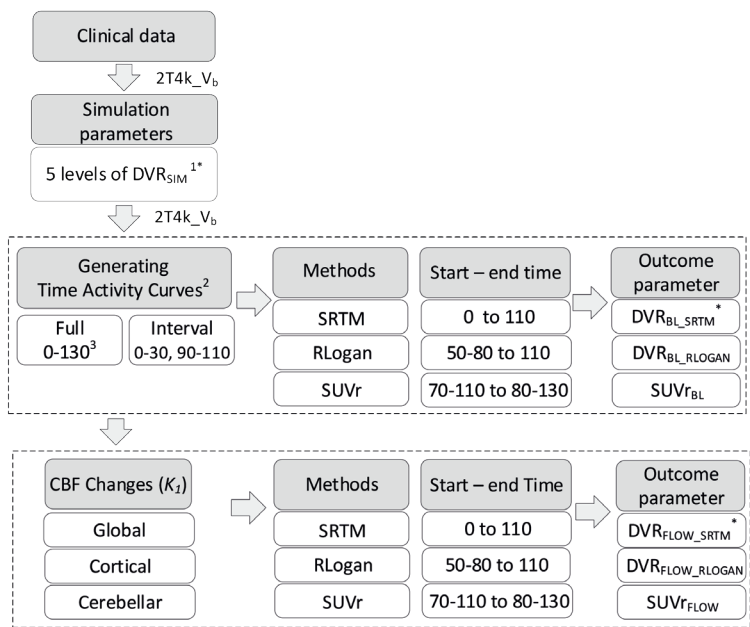 Clinical data
2T4k_Vb
Simulation
parameters
5 levels of DVRSIM 1*
2T4k_Vb
Generating
Time Activity Curves2
Full
0-1303
Interval
0-30, 90-110
Methods
SRTM
RLogan
SUVr
Start – end time
0 to 110
50-80 to 110
70-110 to 80-130
Outcome
parameter
DVRBL_SRTM*
DVRBL_RLOGAN
SUVrBL
CBF Changes (K1)
Global
Cortical
Cerebellar
Methods
SRTM
RLogan
SUVr
Start – end Time
0 to 110
50-80 to 110
70-110 to 80-130
Outcome
parameter
DVRFLOW_SRTM*
DVRFLOW_RLOGAN
SUVrFLOW